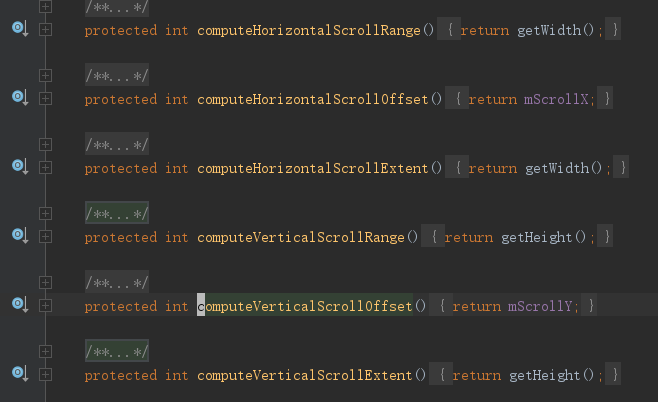 /**...*/
protected int computeHorizontalScrollRange() { return getWidth(); }
/**...*/
protected int computeHorizontalScrollOffset() { return mScrollX; }
/**...*/
protected int computeHorizontalScrollExtent() { return getWidth(); }
/**...*/
protected int computeVerticalScrollRange() { return getHeight(); }
/**...*/
protected int computeVerticalScrollOffset() { return mScrollY; }
/**...*/
protected int computeVerticalScrollExtent() { return getHeight(); }